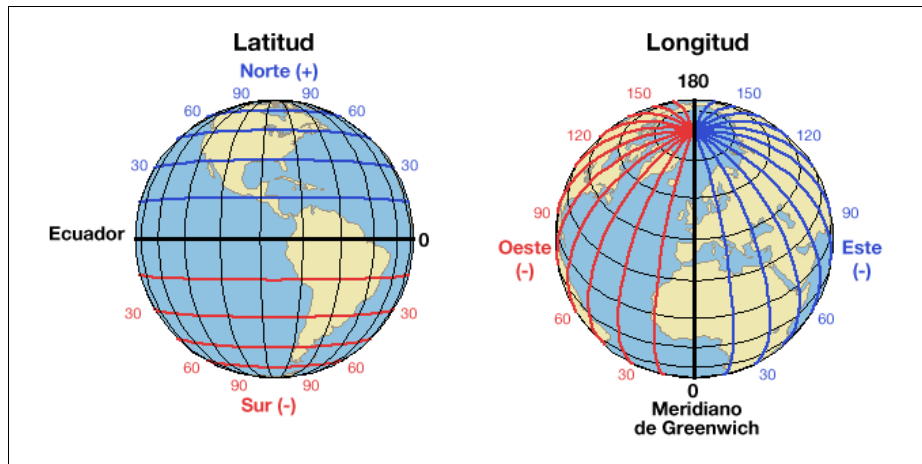 Latitud
Norte (+)
90 90
60 60
30 30
Ecuador 0
30 30
60 60
90 90
Sur (-)
Longitud
180
150 150
120 120
90 90
Oeste Este
(-) (-)
60 60
30 30
0
Meridiano
de Greenwich